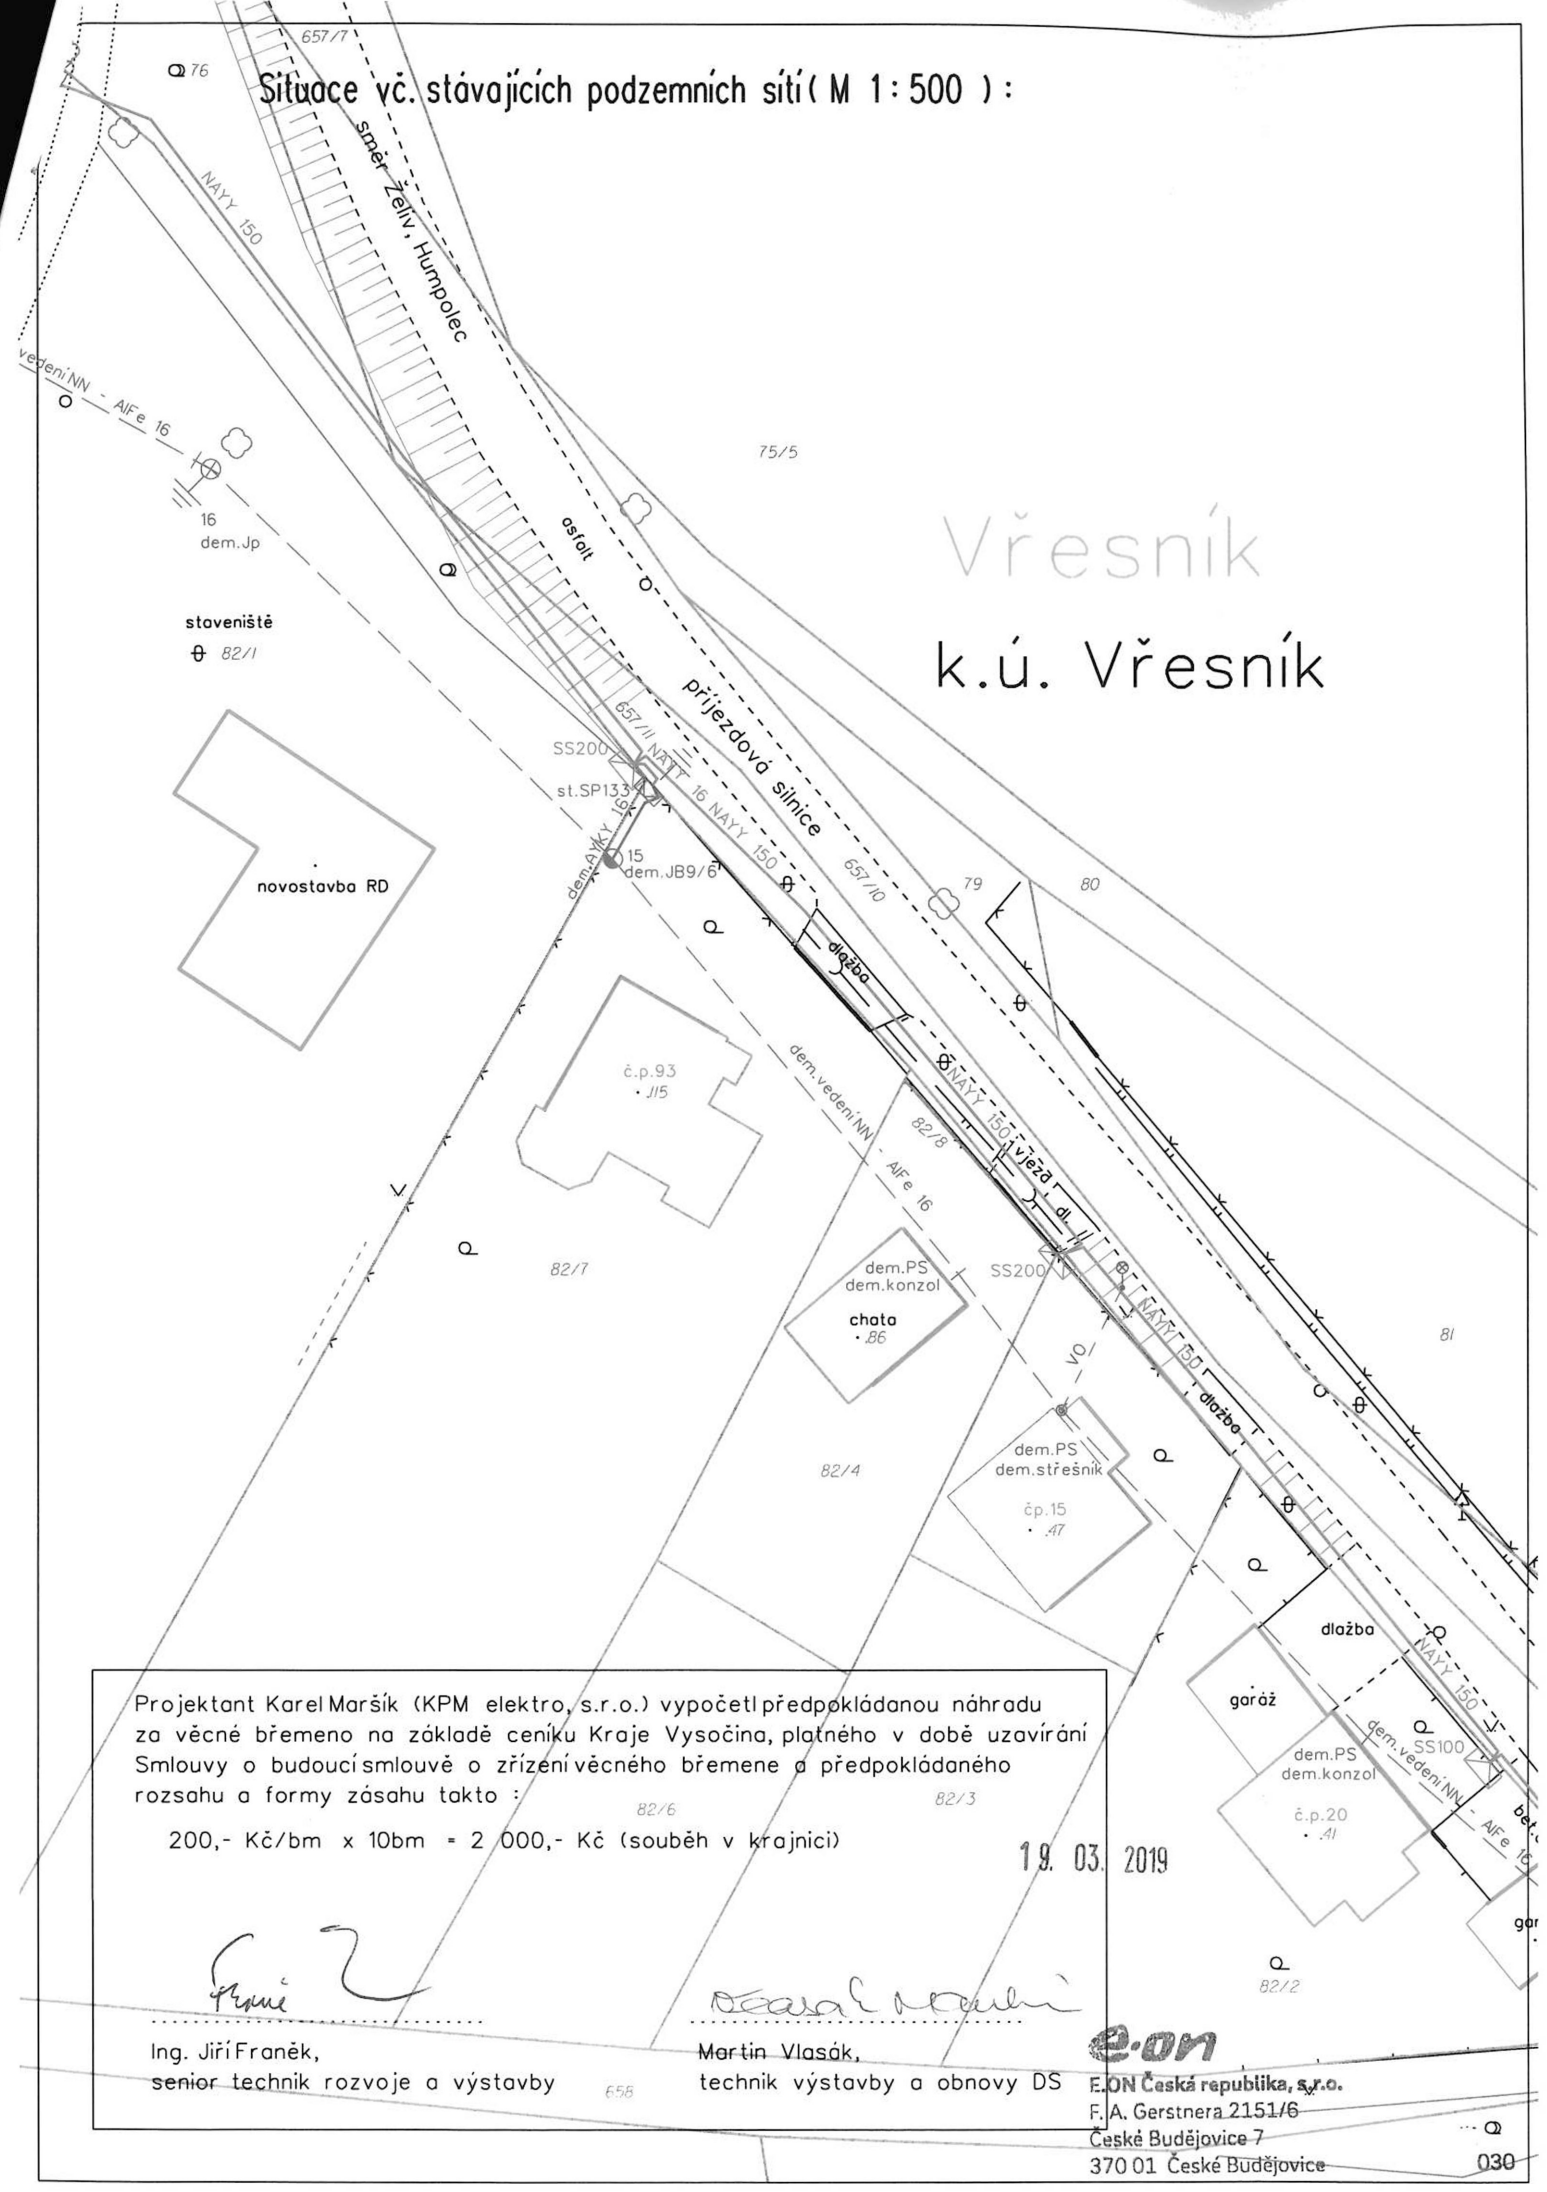 657/7
76
Situace vč. stávajících podzemních sítí ( M 1 : 500 ) :
směr Želiv, Humpolec
NAYY 150
vedení NN - AlFe 16
75/5
asfalt
16
dem.Jp
Vřesník
staveniště
82/1
k.ú. Vřesník
příjezdová silnice
657/11
SS200
NAYY 16
st.SP133
NAYY 150
dem.AYKY 16
15
dem.JB9/6
657/10
79
80
novostavba RD
dlažba
č.p.93
.115
dem.vedení NN - AlFe 16
NAYY 150
82/8
vjezd
dl.
82/7
dem.PS
dem.konzol
SS200
chata
.86
NAYY 150
VO
81
dlažba
dem.PS
dem.střešník
82/4
čp.15
.47
dlažba
NAYY 150
garáž
Projektant Karel Maršík (KPM elektro, s.r.o.) vypočetl předpokládanou náhradu
za věcné břemeno na základě ceníku Kraje Vysočina, platného v době uzavírání
Smlouvy o budoucí smlouvě o zřízení věcného břemene a předpokládaného
rozsahu a formy zásahu takto :
82/6
82/3
200,- Kč/bm x 10bm = 2 000,- Kč (souběh v krajnici)
19. 03. 2019
SS100
dem.vedení NN - AlFe 16
dem.PS
dem.konzol
č.p.20
.41
bet.
gar
82/2
Ing. Jiří Franěk,
senior technik rozvoje a výstavby
Martin Vlasák,
technik výstavby a obnovy DS
658
e·on
E.ON Česká republika, s.r.o.
F. A. Gerstnera 2151/6
České Budějovice 7
370 01 České Budějovice
030